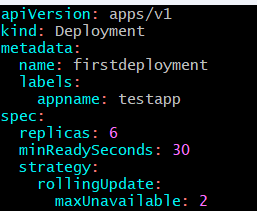 apiVersion: apps/v1
kind: Deployment
metadata:
  name: firstdeployment
  labels:
    appname: testapp
spec:
  replicas: 6
  minReadySeconds: 30
  strategy:
    rollingUpdate:
      maxUnavailable: 2